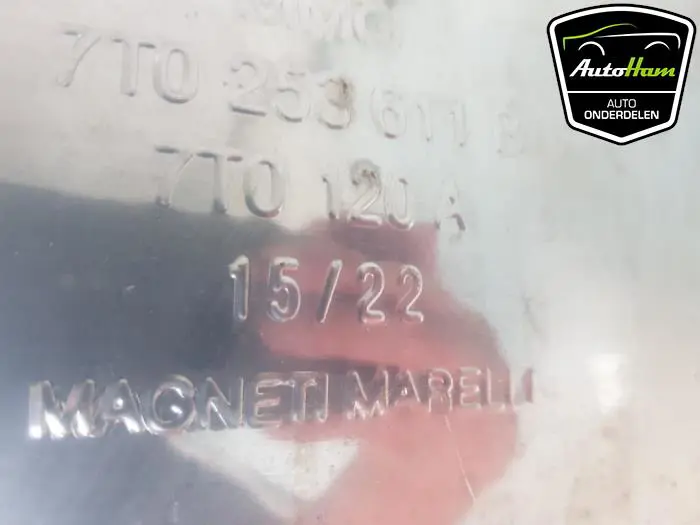 7T0 253 611
7T0 120 A
15/22
MAGNETI MARELLI
AutoHam
AUTO
ONDERDELEN